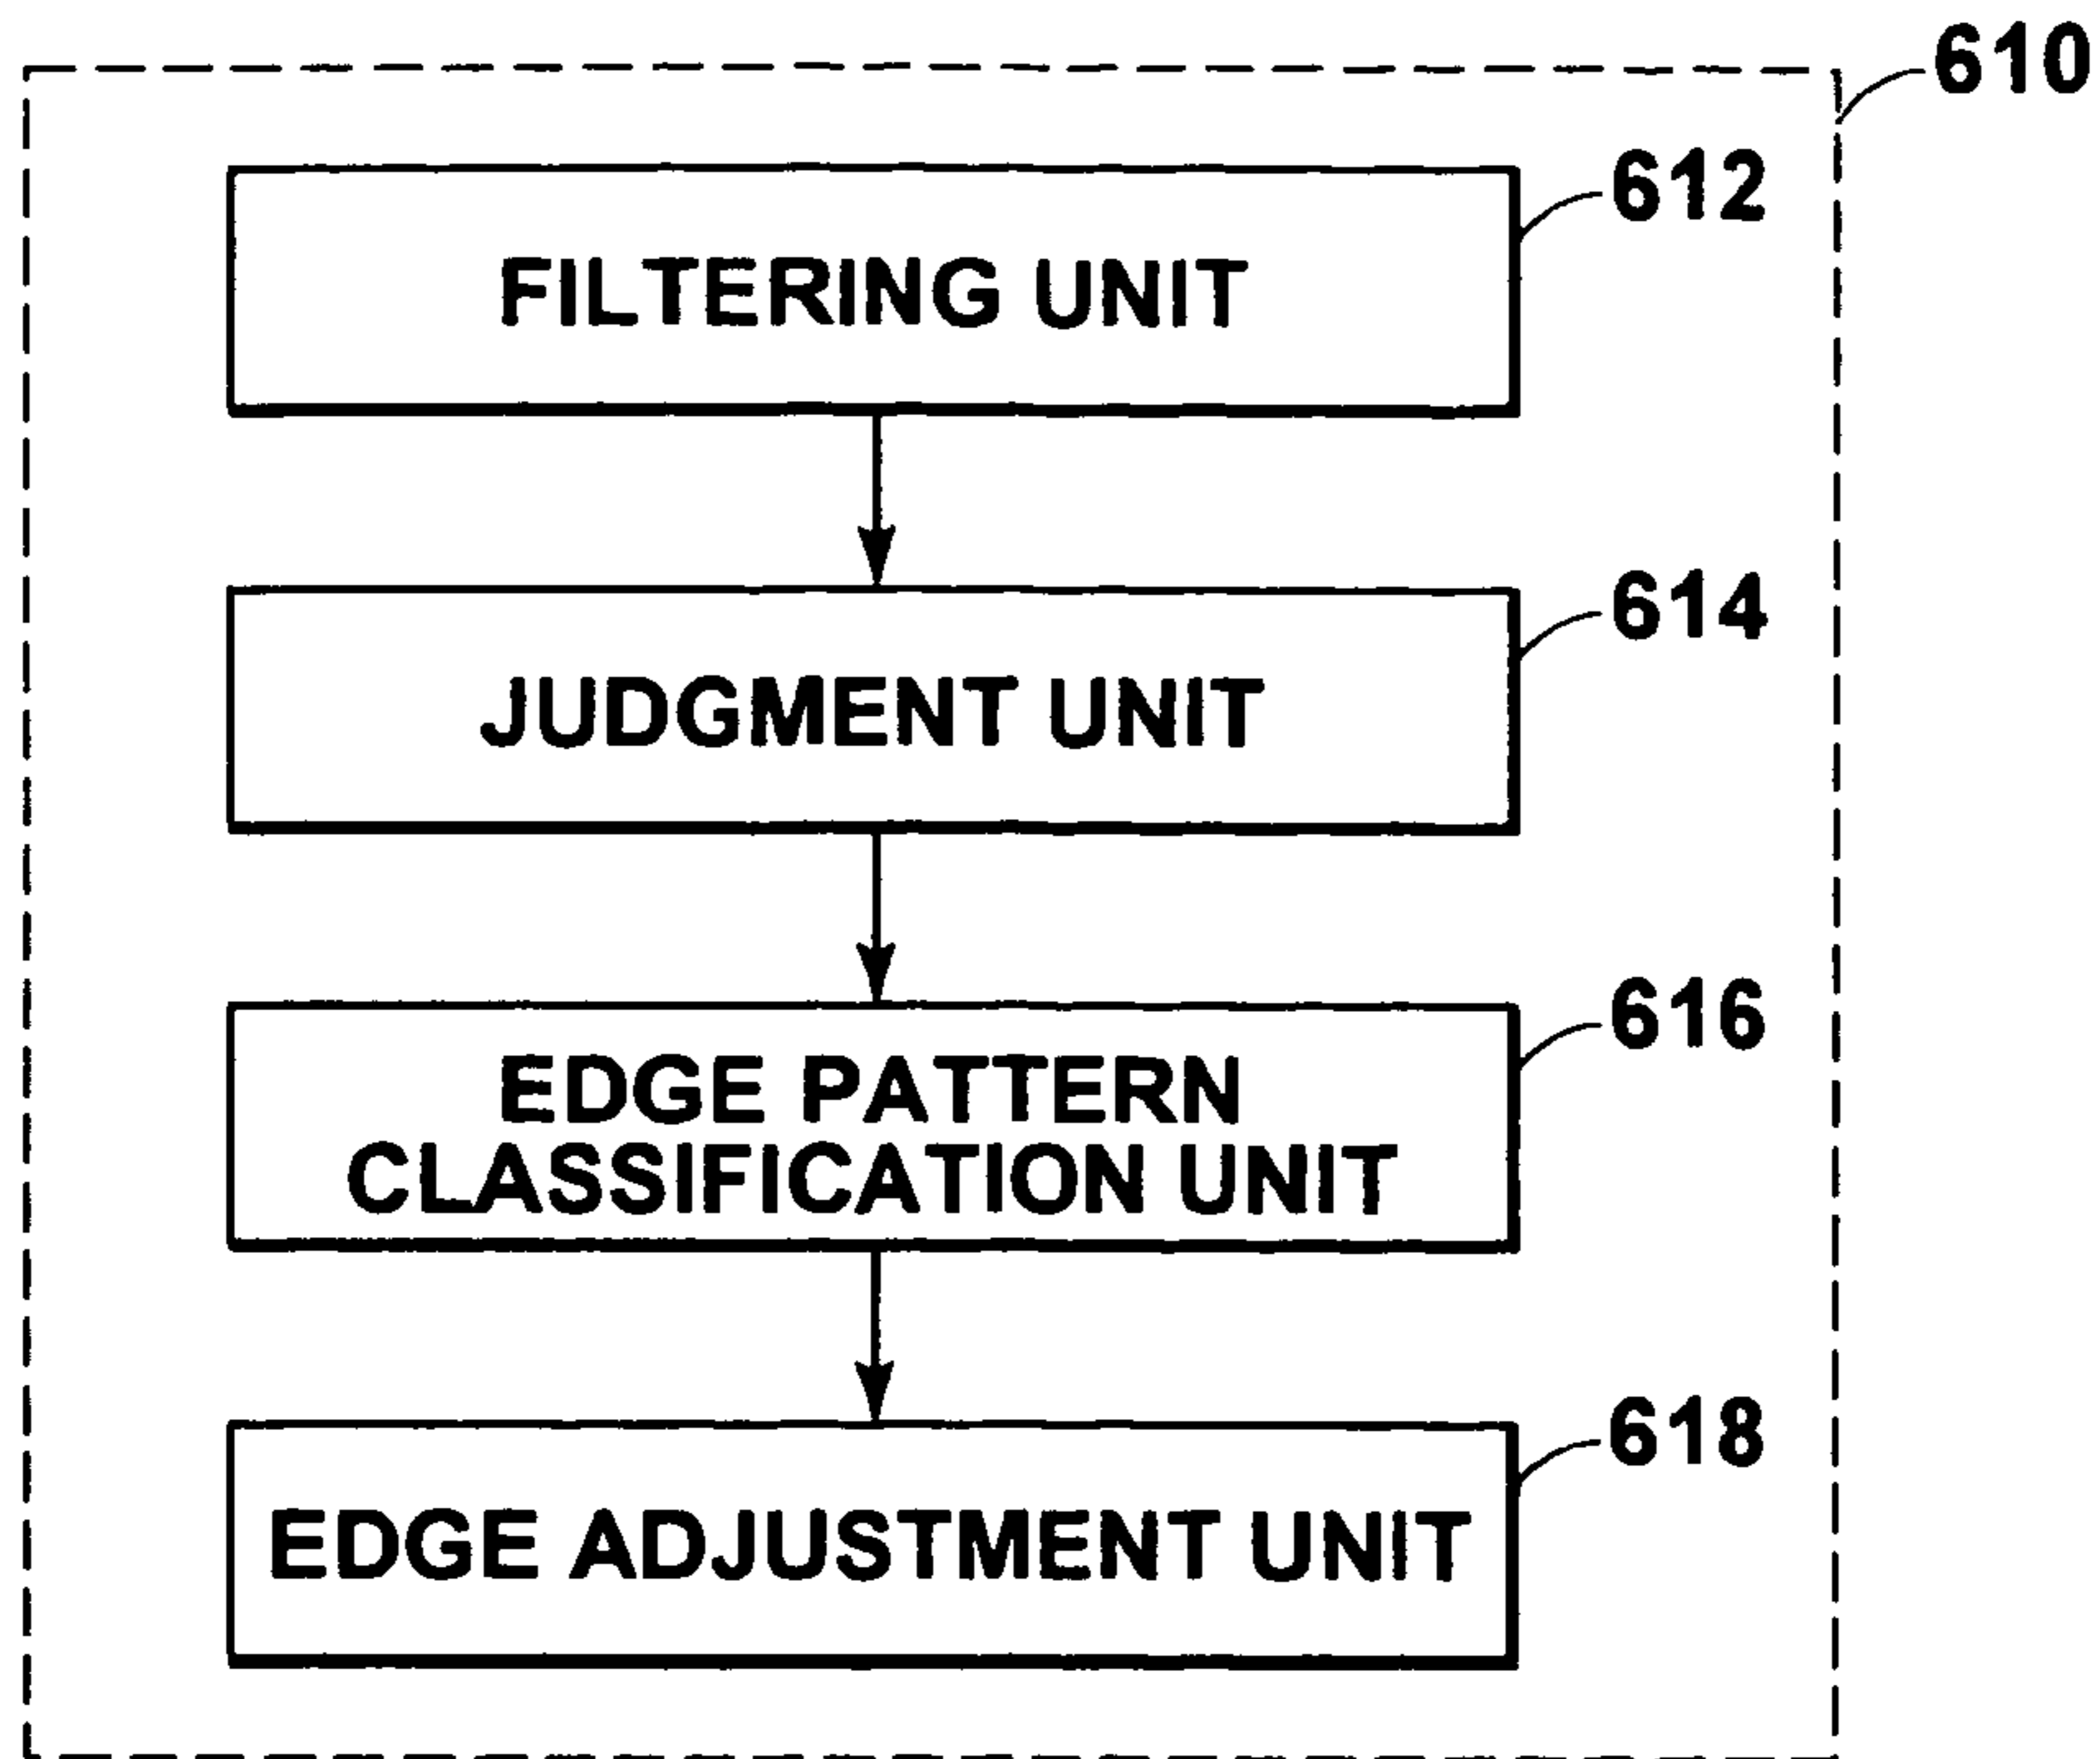 610
612
FILTERING UNIT
614
JUDGMENT UNIT
616
EDGE PATTERN
CLASSIFICATION UNIT
618
EDGE ADJUSTMENT UNIT